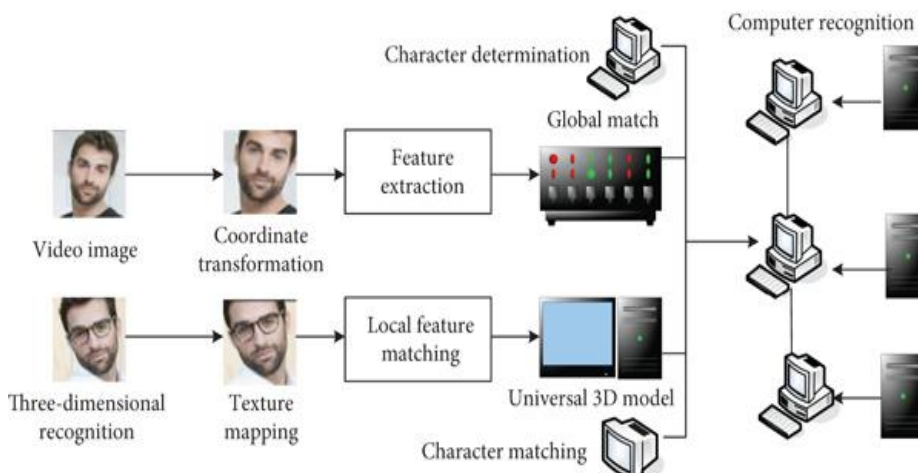 Computer recognition
Character determination
Global match
Feature
extraction
Video image
Coordinate
transformation
Local feature
matching
Three-dimensional
recognition
Texture
mapping
Universal 3D model
Character matching